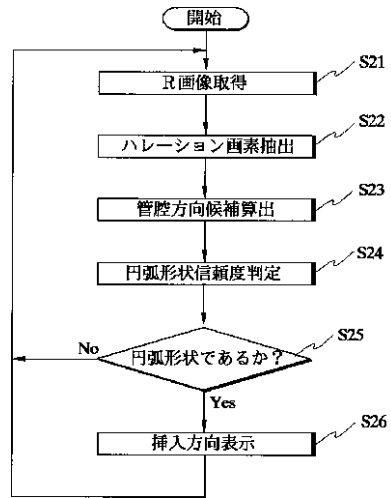 開始
R画像取得
S21
ハレーション画素抽出
S22
管腔方向候補算出
S23
円弧形状信頼度判定
S24
円弧形状であるか?
S25
No
Yes
挿入方向表示
S26